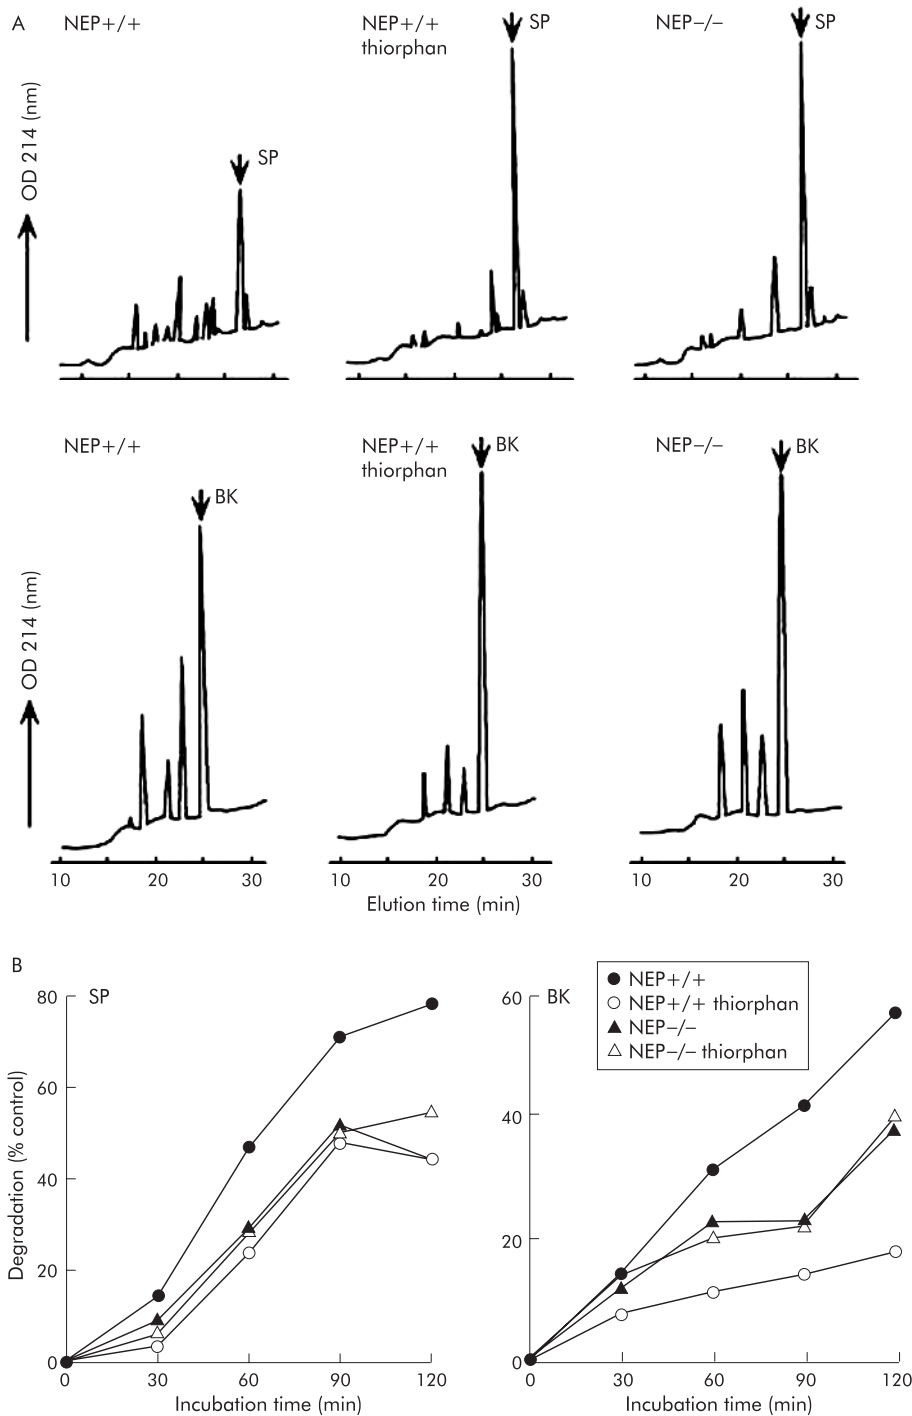 A
NEP+/+
NEP+/+
thiorphan
NEP−/−
SP
SP
SP
OD 214 (nm)
NEP+/+
NEP+/+
thiorphan
NEP−/−
BK
BK
BK
OD 214 (nm)
10 20 30
10 20 30
10 20 30
Elution time (min)
B
SP
80
60
40
20
0
0 30 60 90 120
Degradation (% control)
Incubation time (min)
BK
NEP+/+
NEP+/+ thiorphan
NEP−/−
NEP−/− thiorphan
60
40
20
0
0 30 60 90 120
Incubation time (min)